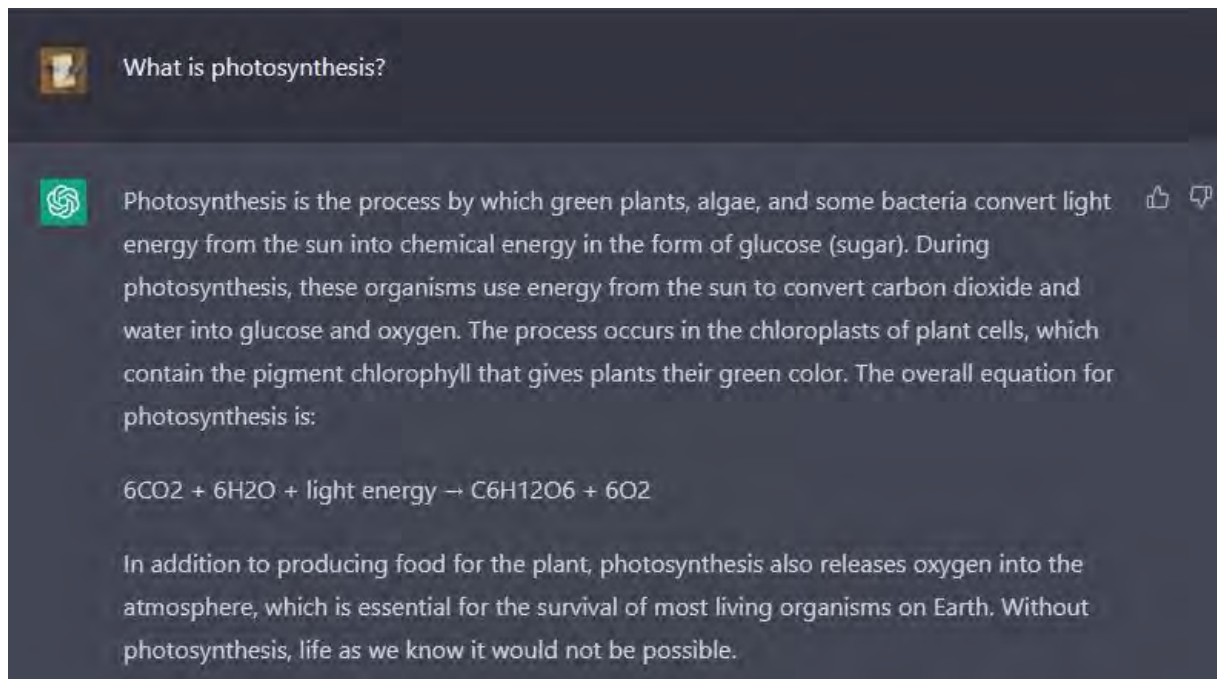 What is photosynthesis?
Photosynthesis is the process by which green plants, algae, and some bacteria convert light
energy from the sun into chemical energy in the form of glucose (sugar). During
photosynthesis, these organisms use energy from the sun to convert carbon dioxide and
water into glucose and oxygen. The process occurs in the chloroplasts of plant cells, which
contain the pigment chlorophyll that gives plants their green color. The overall equation for
photosynthesis is:
6CO2 + 6H2O + light energy → C6H12O6 + 6O2
In addition to producing food for the plant, photosynthesis also releases oxygen into the
atmosphere, which is essential for the survival of most living organisms on Earth. Without
photosynthesis, life as we know it would not be possible.